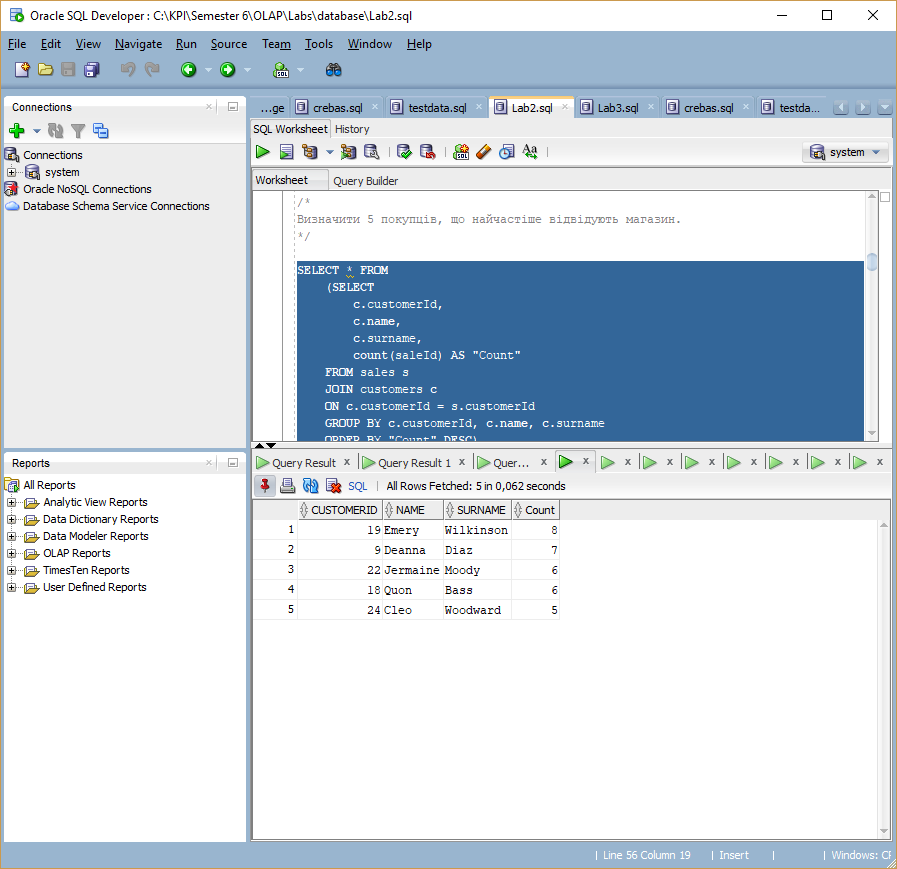 Oracle SQL Developer : C:\KPI\Semester 6\OLAP\Labs\database\Lab2.sql
File Edit View Navigate Run Source Team Tools Window Help
Connections
Connections
system
Oracle NoSQL Connections
Database Schema Service Connections
...ge crebas.sql testdata.sql Lab2.sql Lab3.sql crebas.sql testda...
SQL Worksheet History
system
Worksheet Query Builder
/*
Визначити 5 покупців, що найчастіше відвідують магазин.
*/
SELECT * FROM
(SELECT
c.customerId,
c.name,
c.surname,
count(saleId) AS "Count"
FROM sales s
JOIN customers c
ON c.customerId = s.customerId
GROUP BY c.customerId, c.name, c.surname
ORDER BY "Count" DESC)
Reports
All Reports
Analytic View Reports
Data Dictionary Reports
Data Modeler Reports
OLAP Reports
TimesTen Reports
User Defined Reports
Query Result Query Result 1 Quer...
SQL All Rows Fetched: 5 in 0,062 seconds
CUSTOMERID NAME SURNAME Count
1 19 Emery Wilkinson 8
2 9 Deanna Diaz 7
3 22 Jermaine Moody 6
4 18 Quon Bass 6
5 24 Cleo Woodward 5
Line 56 Column 19 Insert Windows: CF